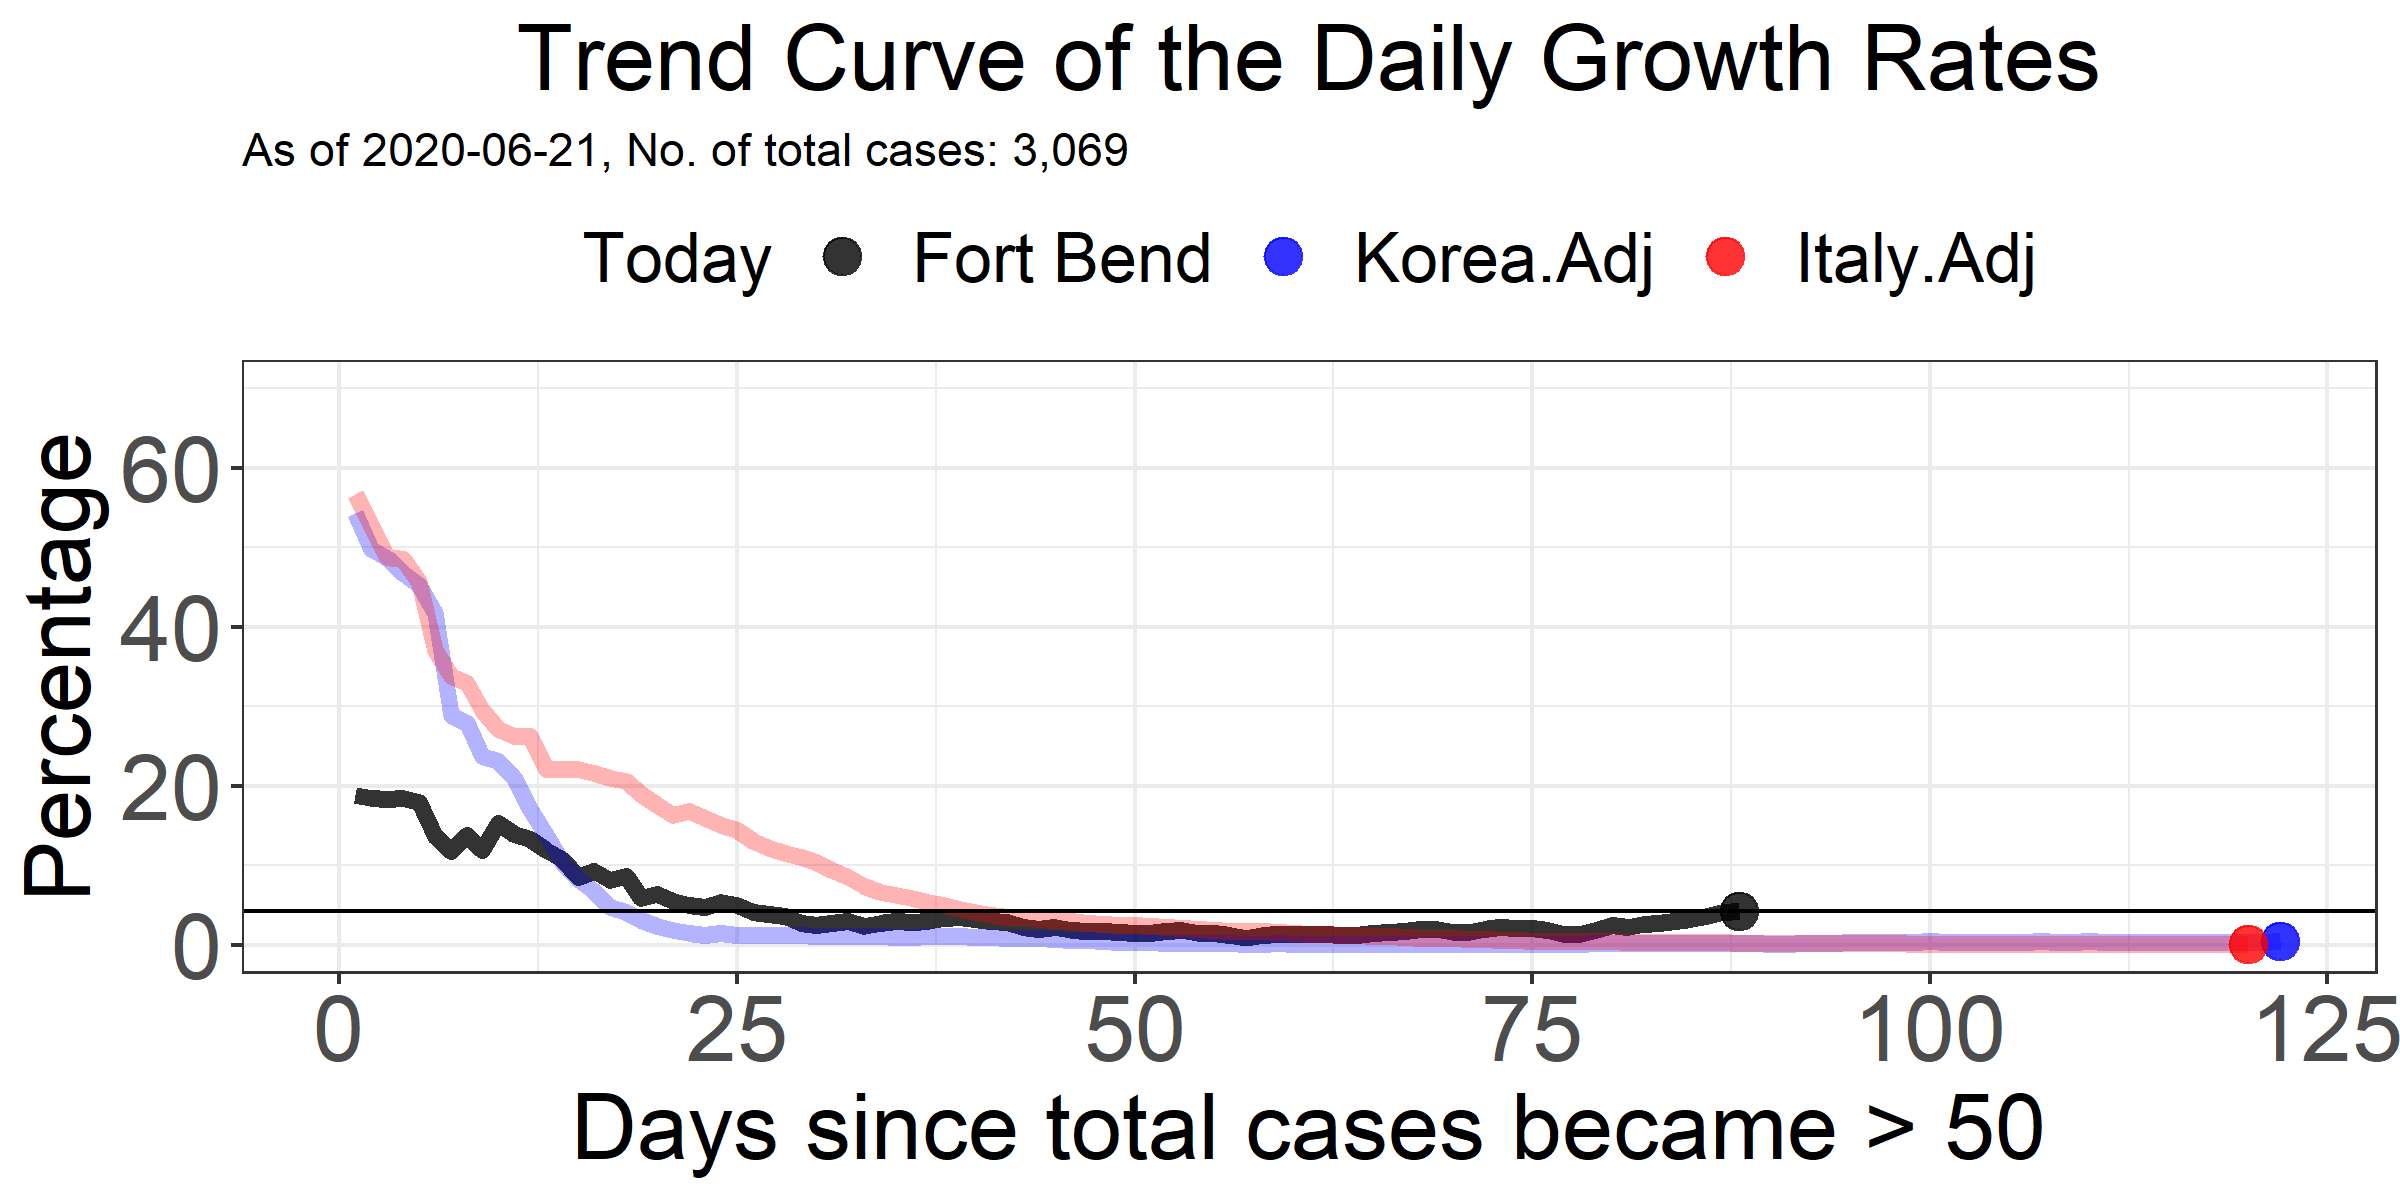 Trend Curve of the Daily Growth Rates
As of 2020-06-21, No. of total cases: 3,069
Today Fort Bend Korea.Adj Italy.Adj
Percentage
60
40
20
0
0 25 50 75 100 125
Days since total cases became > 50